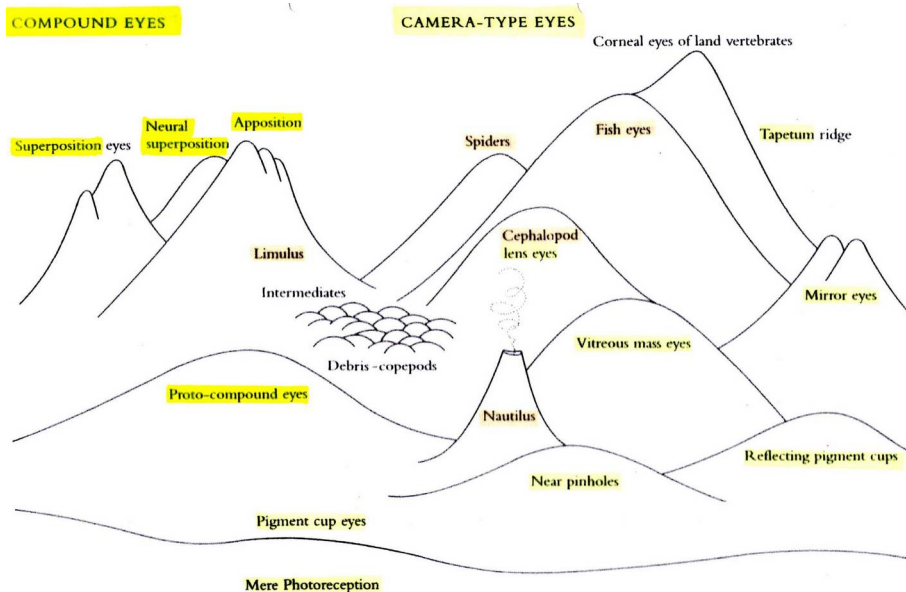 COMPOUND EYES
CAMERA-TYPE EYES
Corneal eyes of land vertebrates
Superposition eyes
Neural
superposition
Apposition
Spiders
Fish eyes
Tapetum ridge
Limulus
Cephalopod
lens eyes
Mirror eyes
Intermediates
Debris-copepods
Vitreous mass eyes
Proto-compound eyes
Nautilus
Reflecting pigment cups
Near pinholes
Pigment cup eyes
Mere Photoreception